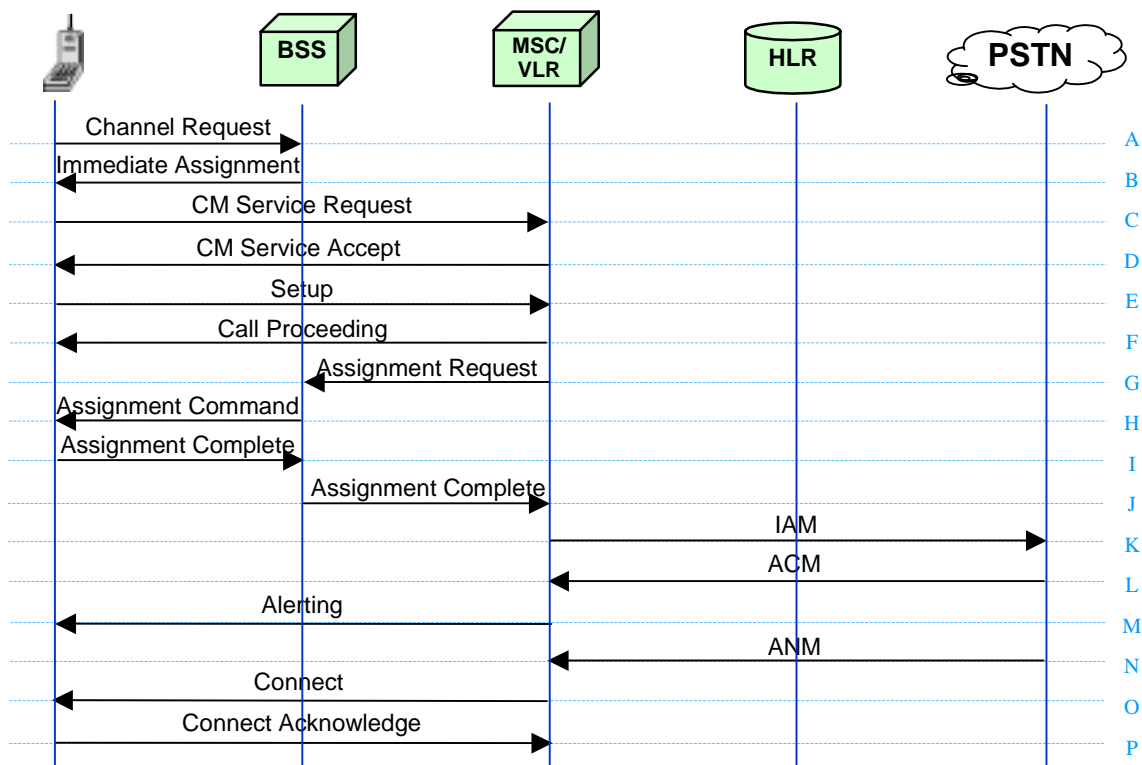 BSS
MSC/
VLR
HLR
PSTN
Channel Request
A
Immediate Assignment
B
CM Service Request
C
CM Service Accept
D
Setup
E
Call Proceeding
F
Assignment Request
G
Assignment Command
H
Assignment Complete
I
Assignment Complete
J
IAM
K
ACM
L
Alerting
M
ANM
N
Connect
O
Connect Acknowledge
P